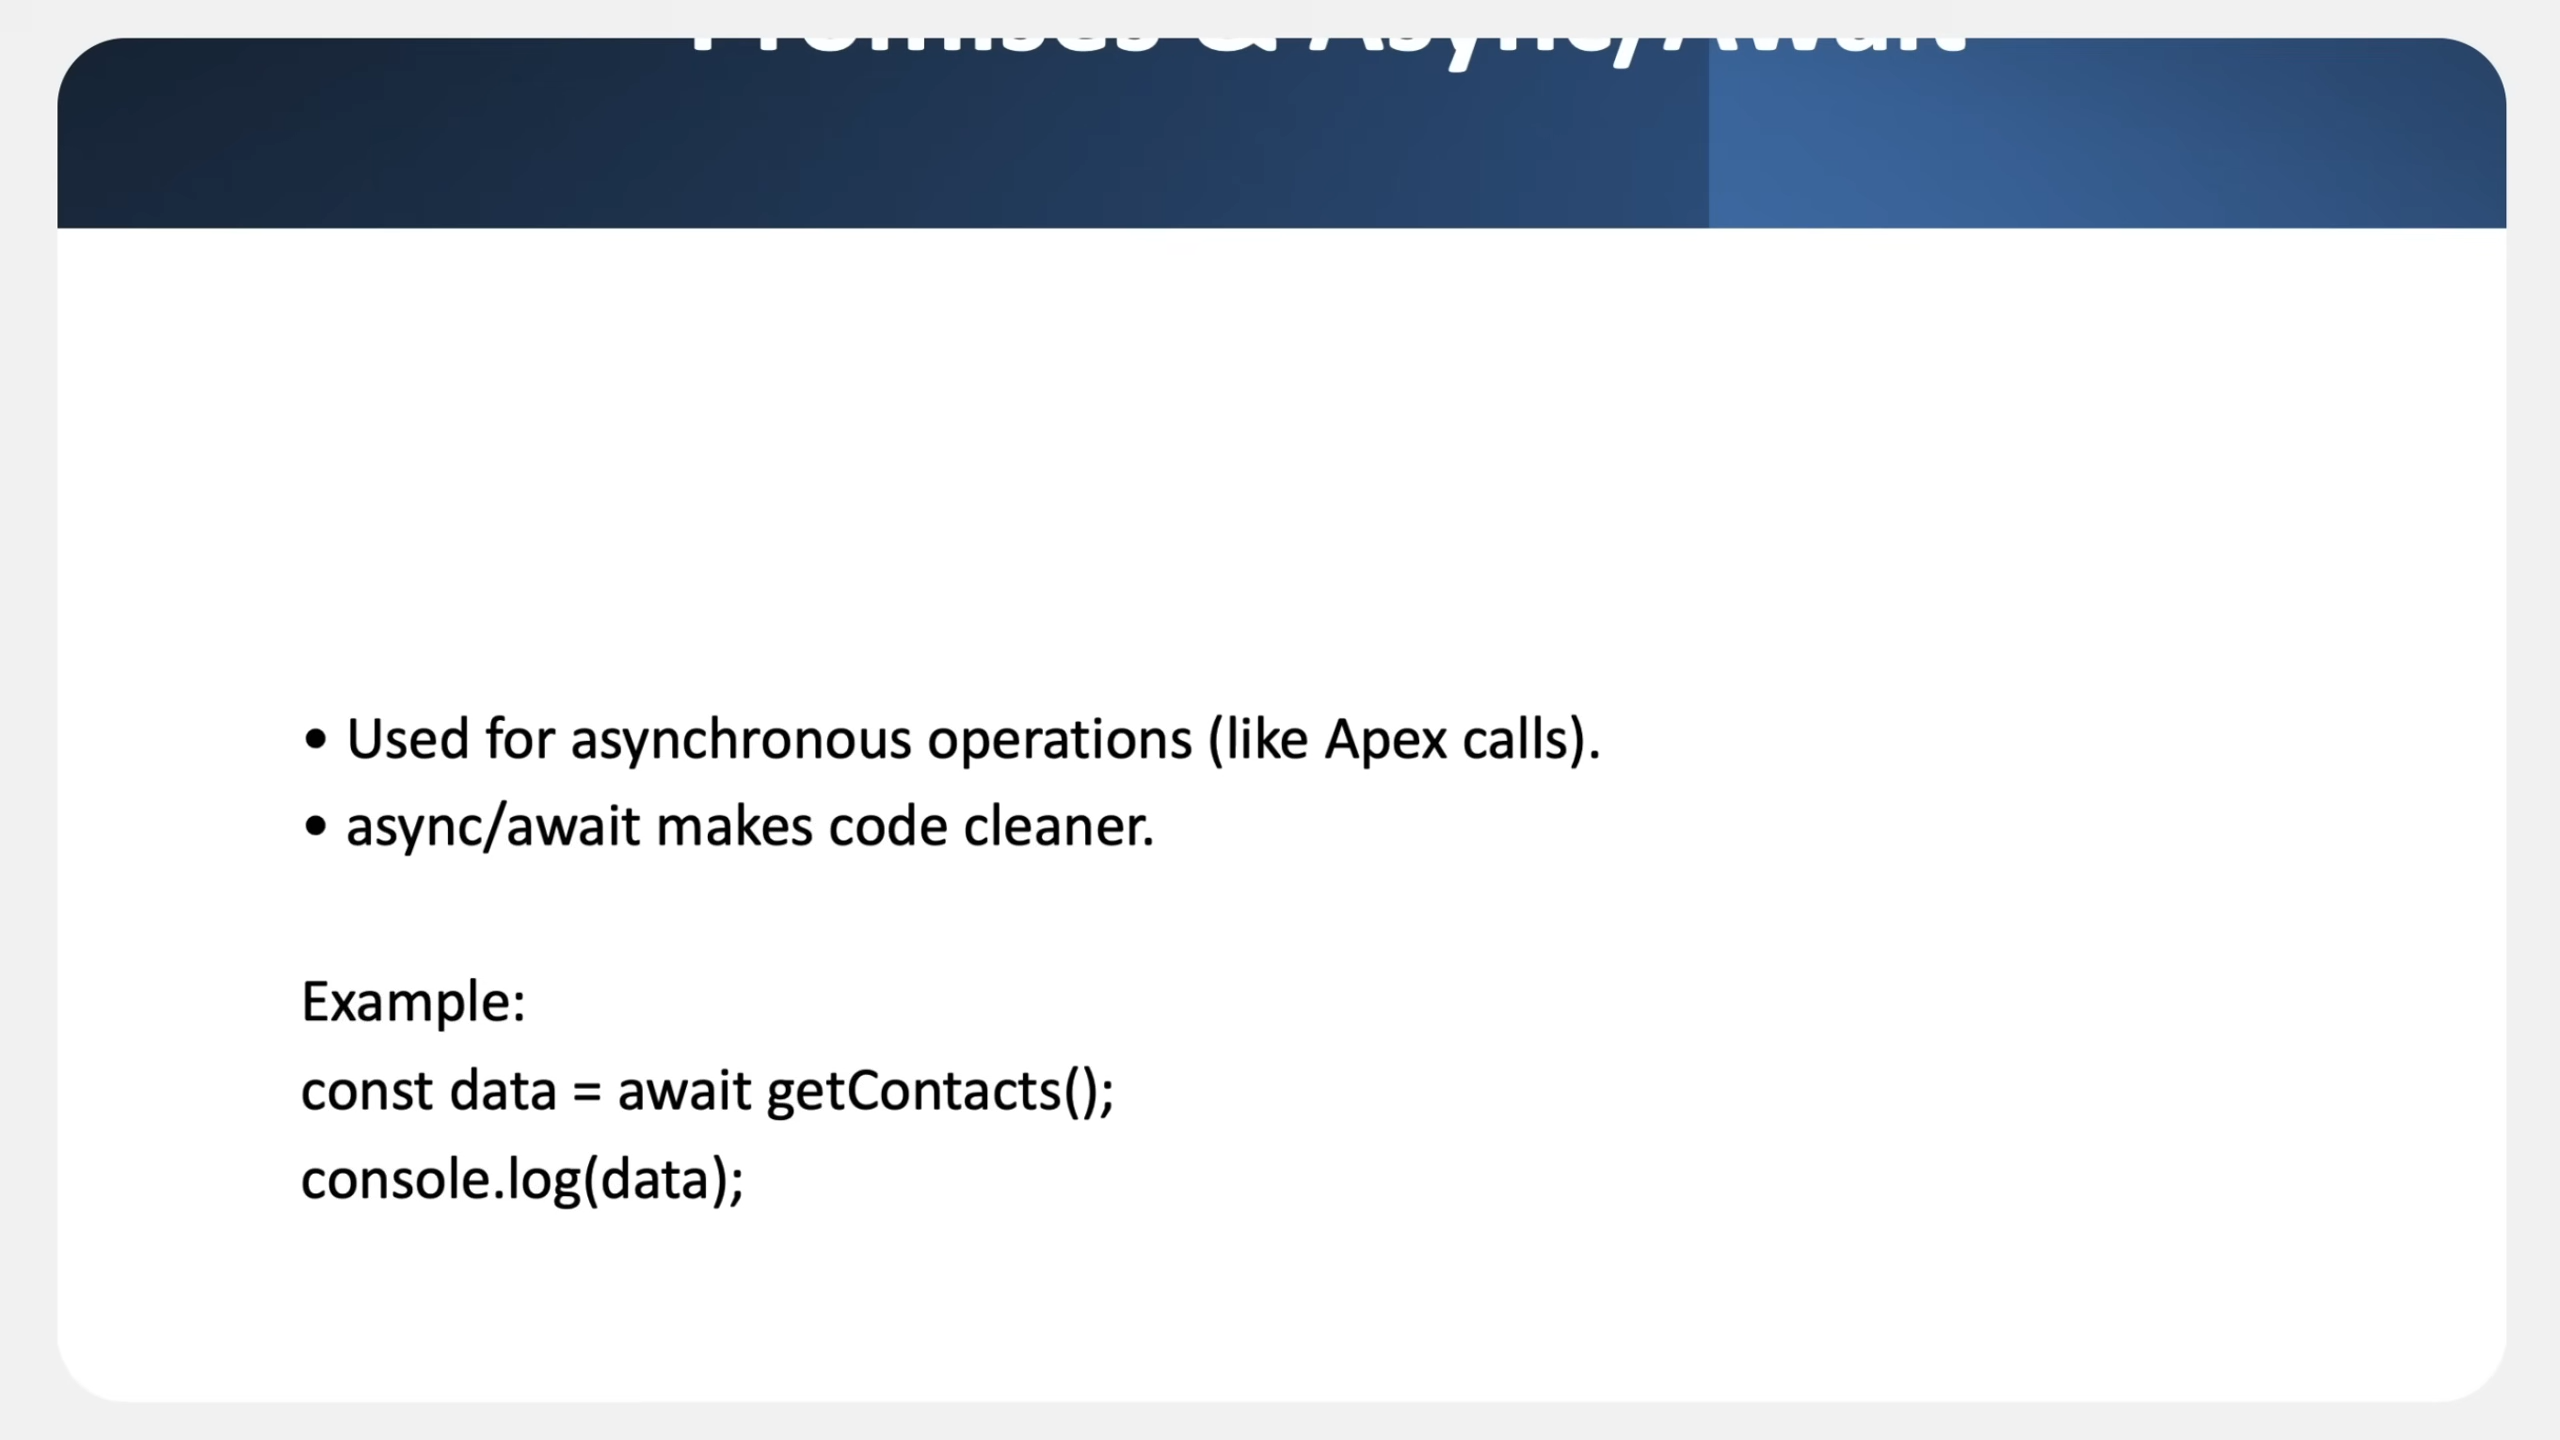 Promises & Async/Await
• Used for asynchronous operations (like Apex calls).
• async/await makes code cleaner.
Example:
const data = await getContacts();
console.log(data);